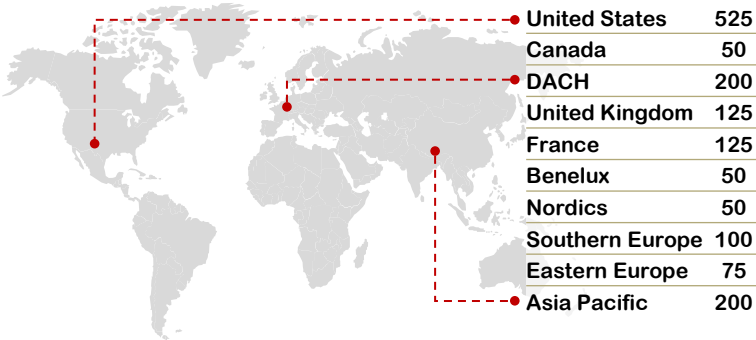 United States 525
Canada 50
DACH 200
United Kingdom 125
France 125
Benelux 50
Nordics 50
Southern Europe 100
Eastern Europe 75
Asia Pacific 200